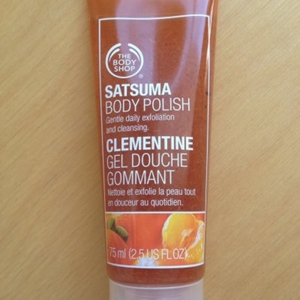 THE
BODY
SHOP
®
SATSUMA
BODY POLISH
Gentle daily exfoliation
and cleansing.
CLEMENTINE
GEL DOUCHE
GOMMANT
Nettoie et exfolie la peau tout
en douceur au quotidien.
75 ml (2.5 US FL OZ)